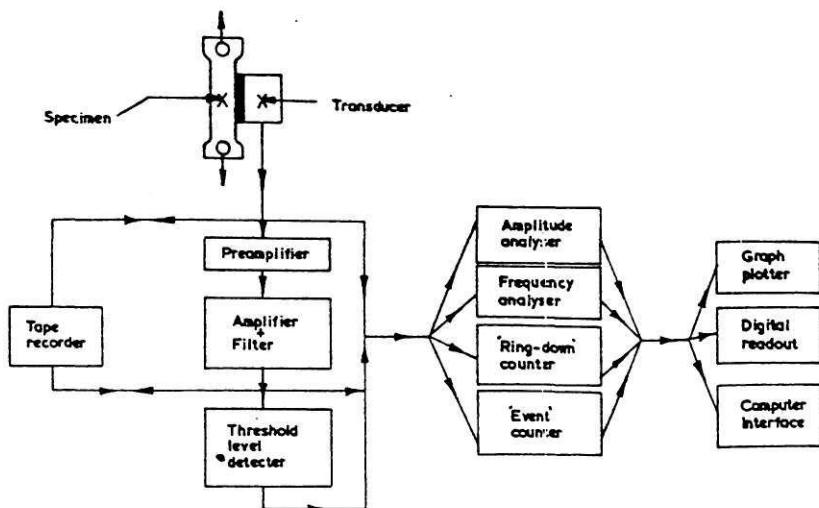 Specimen
Transducer
Preamplifier
Amplifier
+
Filter
Tape
recorder
Threshold
level
detecter
Amplitude
analyser
Frequency
analyser
'Ring-down'
counter
'Event'
counter
Graph
plotter
Digital
readout
Computer
Interface